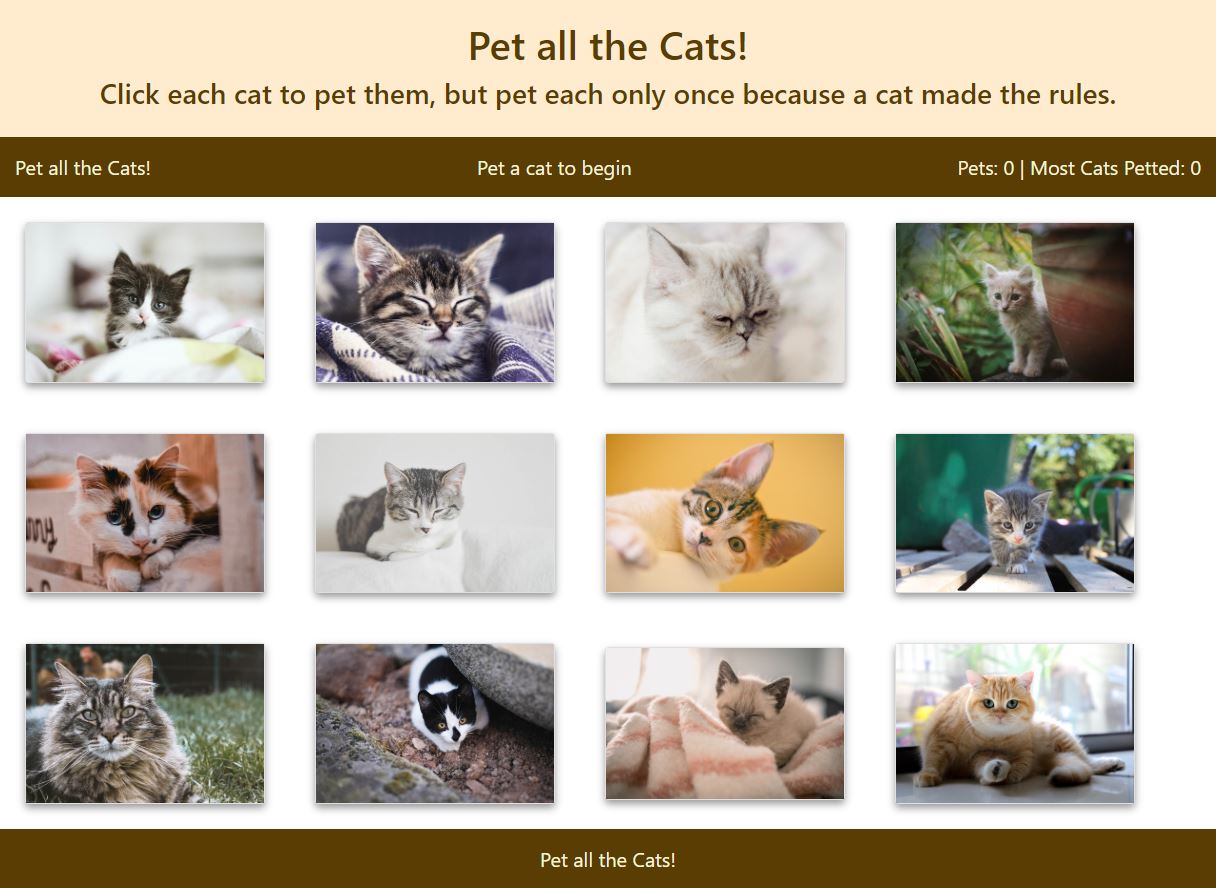 Pet all the Cats!
Click each cat to pet them, but pet each only once because a cat made the rules.
Pet all the Cats!
Pet a cat to begin
Pets: 0 | Most Cats Petted: 0
Pet all the Cats!